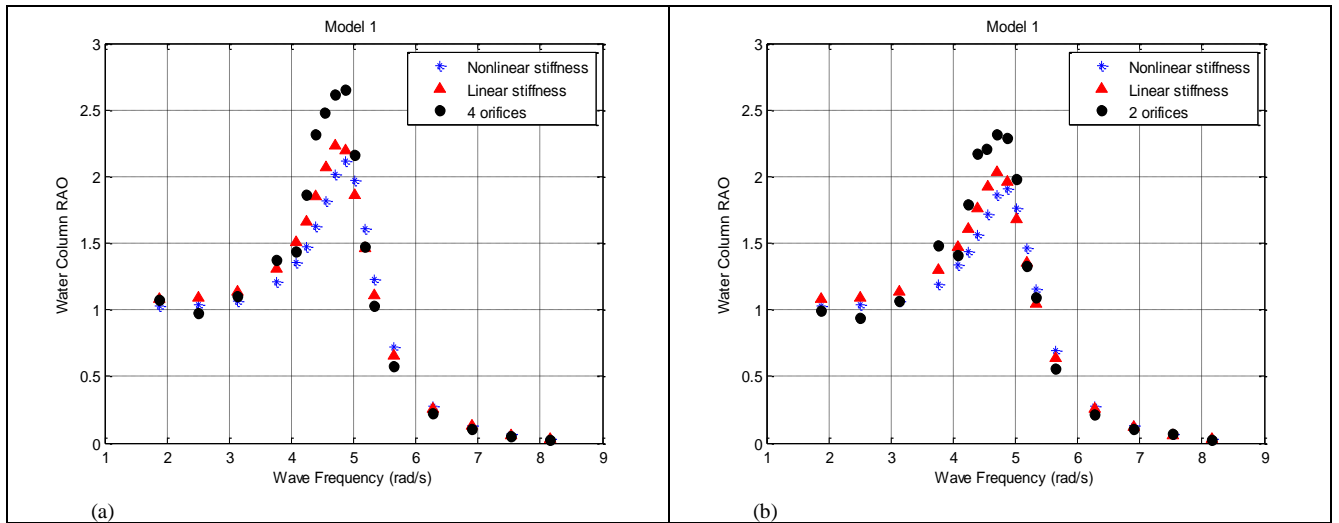 Model 1
3
2.5
2
1.5
1
0.5
0
Water Column RAO
Nonlinear stiffness
Linear stiffness
4 orifices
1 2 3 4 5 6 7 8 9
Wave Frequency (rad/s)
(a)
Model 1
3
2.5
2
1.5
1
0.5
0
Water Column RAO
Nonlinear stiffness
Linear stiffness
2 orifices
1 2 3 4 5 6 7 8 9
Wave Frequency (rad/s)
(b)